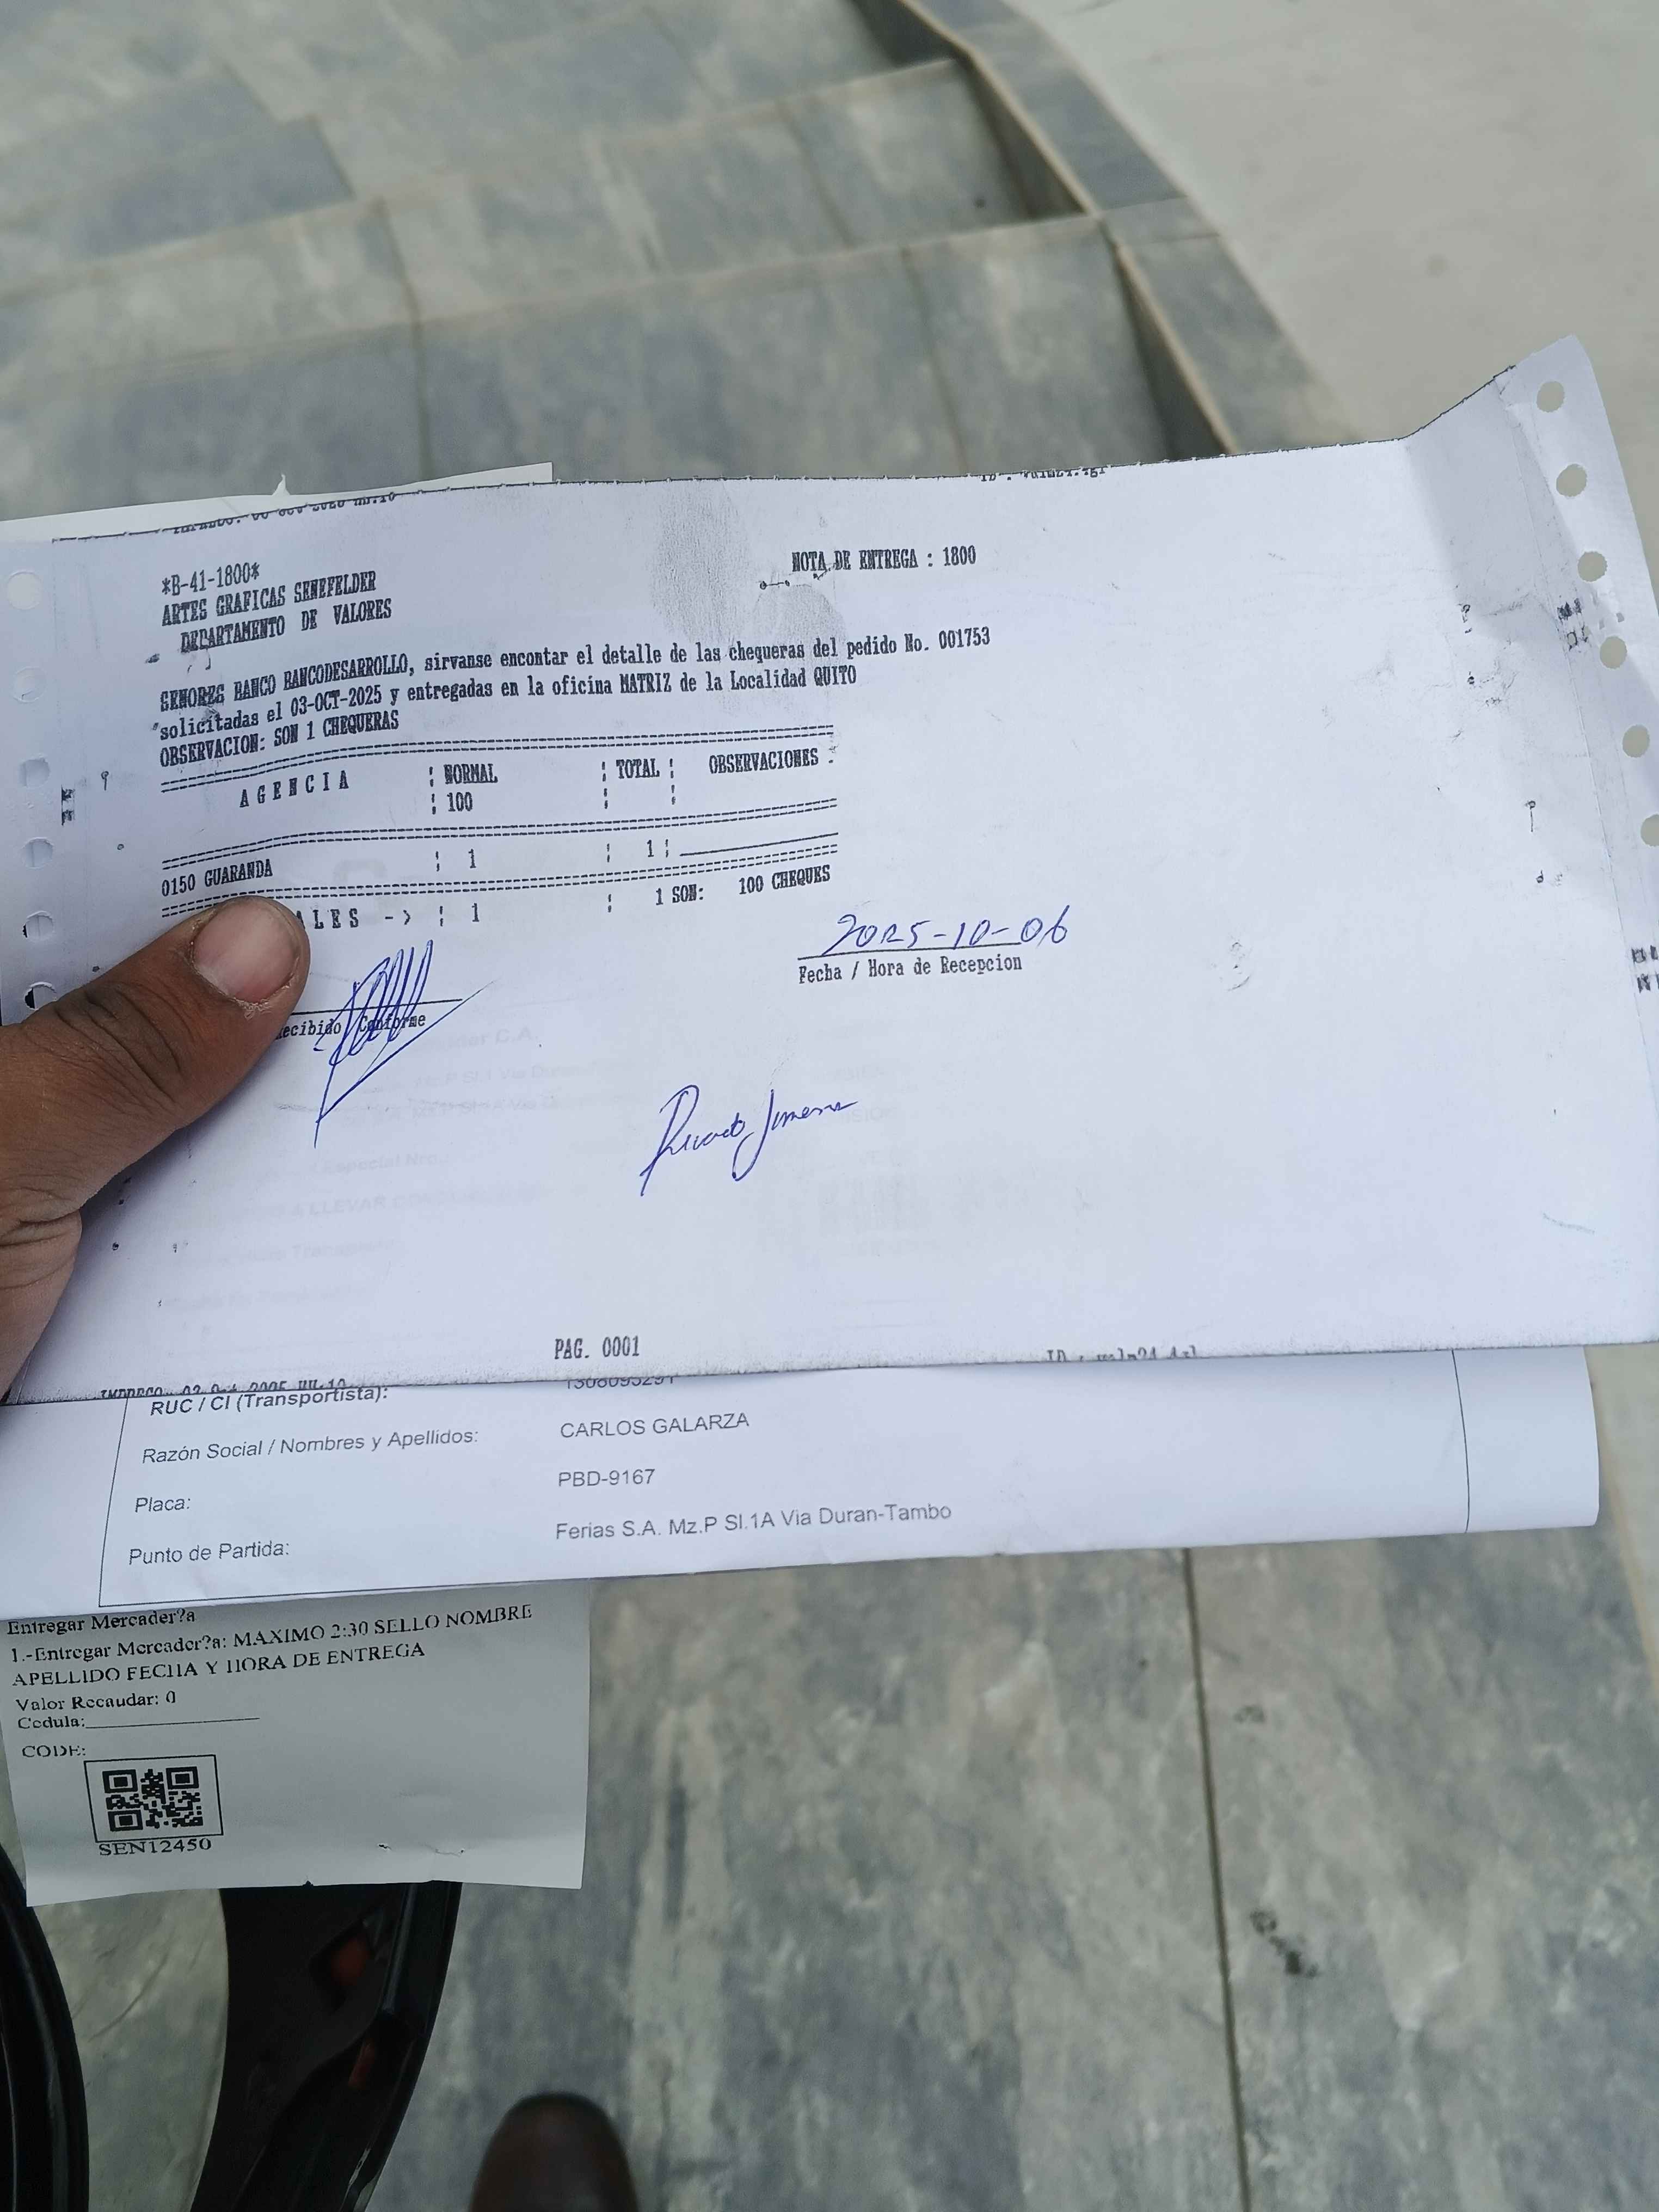 *B-41-1800*
NOTA DE ENTREGA : 1800
ARTES GRAFICAS SENEFELDER
DEPARTAMENTO DE VALORES
SENORES BANCO BANCODESARROLLO, sirvanse encontar el detalle de las chequeras del pedido No. 001753
solicitadas el 03-OCT-2025 y entregadas en la oficina MATRIZ de la Localidad QUITO
OBSERVACION: SON 1 CHEQUERAS
A G E N C I A ¦ NORMAL ¦ TOTAL ¦ OBSERVACIONES
¦ 100 ¦ ¦
0150 GUARANDA ¦ 1 ¦ 1 ¦
ALES -> ¦ 1 ¦ 1 SON: 100 CHEQUES
2025-10-06
Fecha / Hora de Recepcion
ecibido Conforme
Ricardo Jimenez
PAG. 0001
RUC / CI (Transportista):
Razón Social / Nombres y Apellidos: CARLOS GALARZA
Placa: PBD-9167
Punto de Partida: Ferias S.A. Mz.P Sl.1A Via Duran-Tambo
Entregar Mercader?a
1.-Entregar Mercader?a: MAXIMO 2:30 SELLO NOMBRE
APELLIDO FECHA Y HORA DE ENTREGA
Valor Recaudar: 0
Cedula:
CODE:
SEN12450